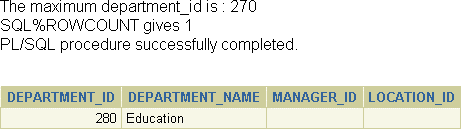 The maximum department_id is : 270
SQL%ROWCOUNT gives 1
PL/SQL procedure successfully completed.
DEPARTMENT_ID DEPARTMENT_NAME MANAGER_ID LOCATION_ID
280 Education